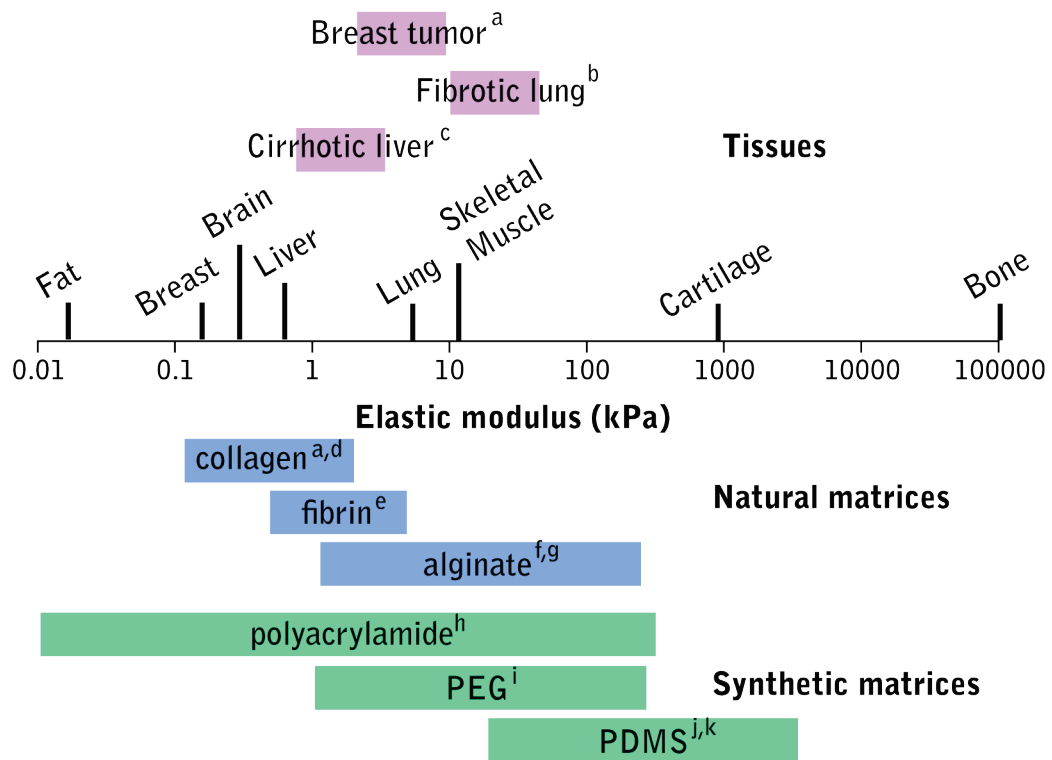 Breast tumor a
Fibrotic lung b
Cirrhotic liver c
Tissues
Fat
Breast
Brain
Liver
Lung
Skeletal
Muscle
Cartilage
Bone
0.01 0.1 1 10 100 1000 10000 100000
Elastic modulus (kPa)
collagen a,d
Natural matrices
fibrin e
alginate f,g
polyacrylamide h
PEG i
Synthetic matrices
PDMS j,k